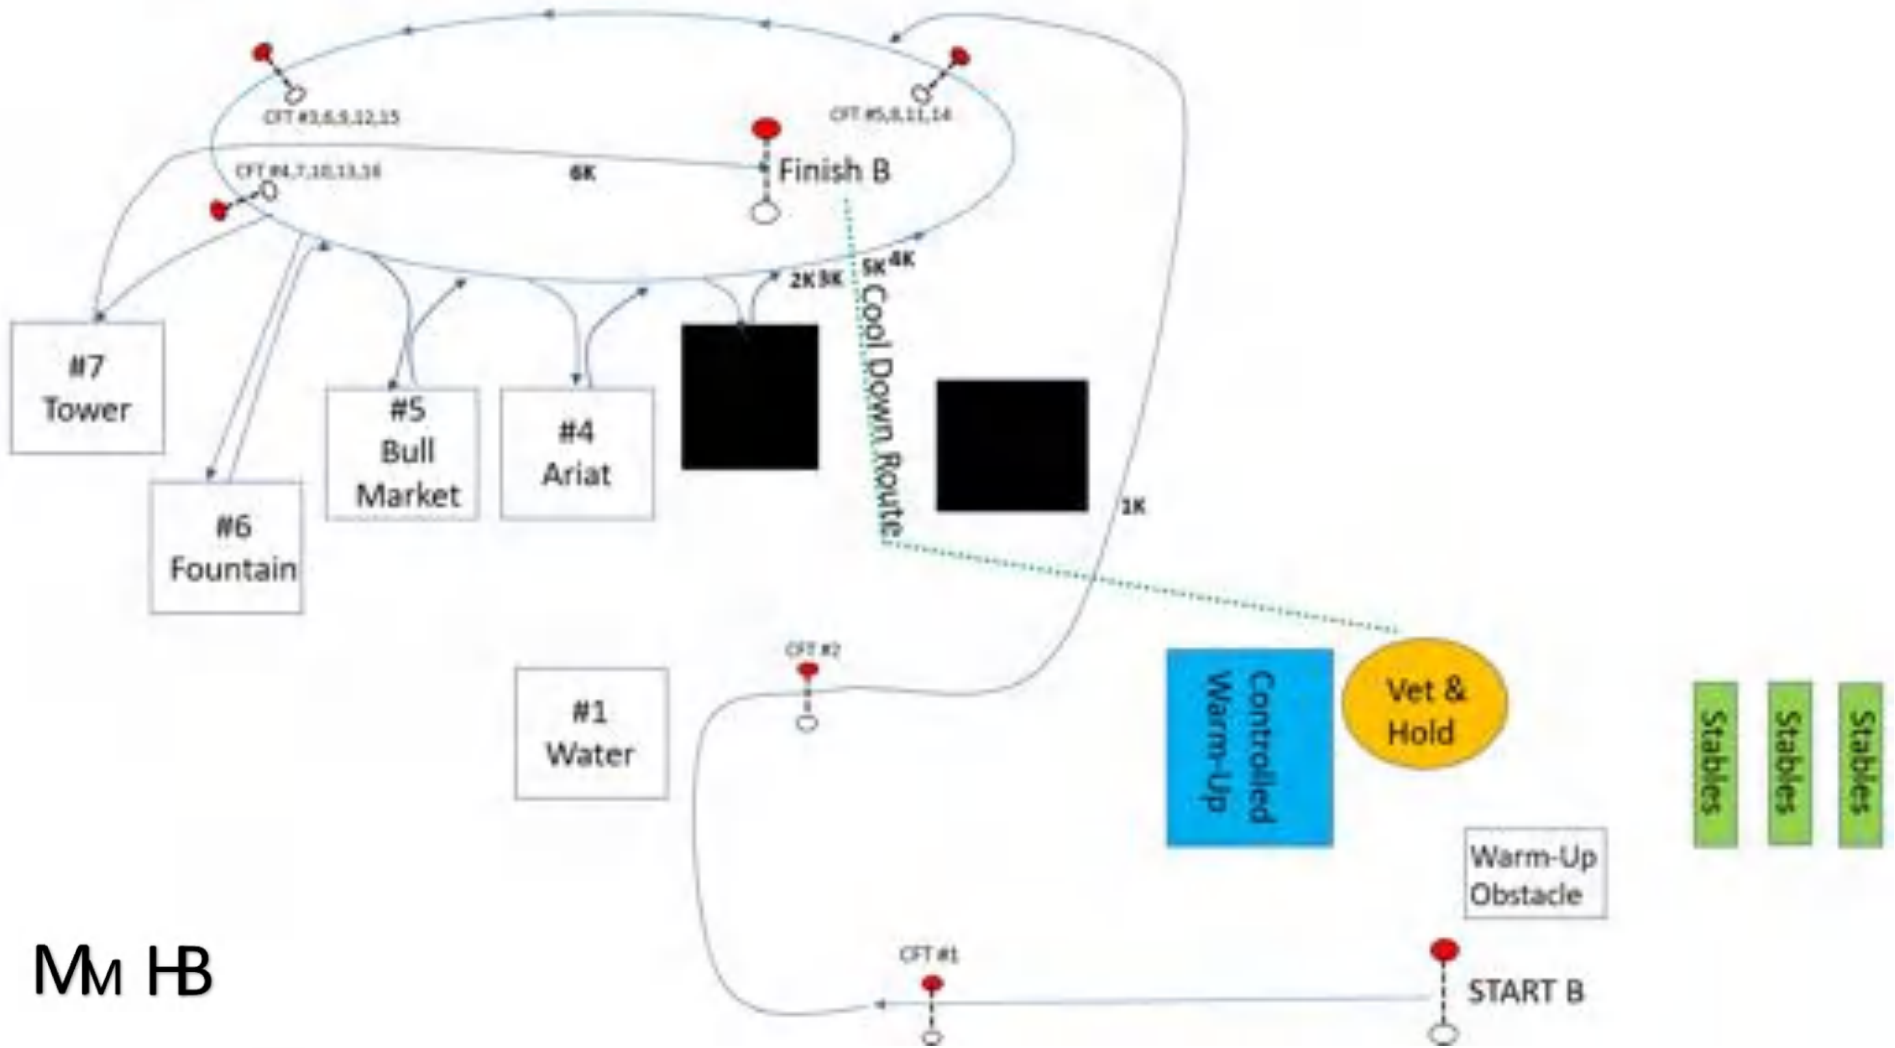 CFT #3,6,9,12,15
CFT #5,8,11,14
CFT #4,7,10,13,16
6K
Finish B
2K
3K
5K
4K
Cool Down Route
#7
Tower
#5
Bull
Market
#4
Ariat
#6
Fountain
1K
CFT #2
#1
Water
Controlled
Warm-Up
Vet &
Hold
Stables
Stables
Stables
Warm-Up
Obstacle
CFT #1
START B
MM HB